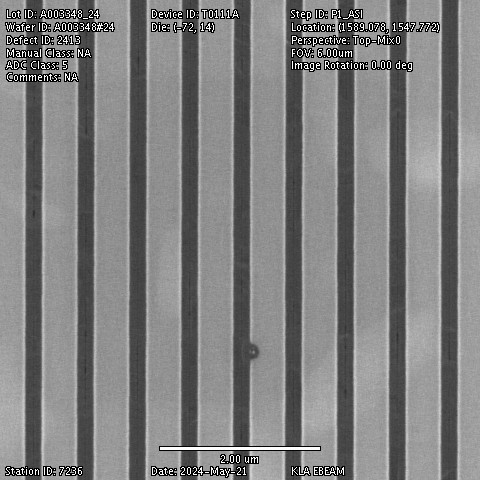 Lot ID: A003348_24
Wafer ID: A003348#24
Defect ID: 2413
Manual Class: NA
ADC Class: 5
Comments: NA
Device ID: T0111A
Die: (-72, 14)
Step ID: P1_ASI
Location: (1589.078, 1547.772)
Perspective: Top-Mix0
FOV: 6.00um
Image Rotation: 0.00 deg
2.00 um
Station ID: 7236
Date: 2024-May-21
KLA EBEAM